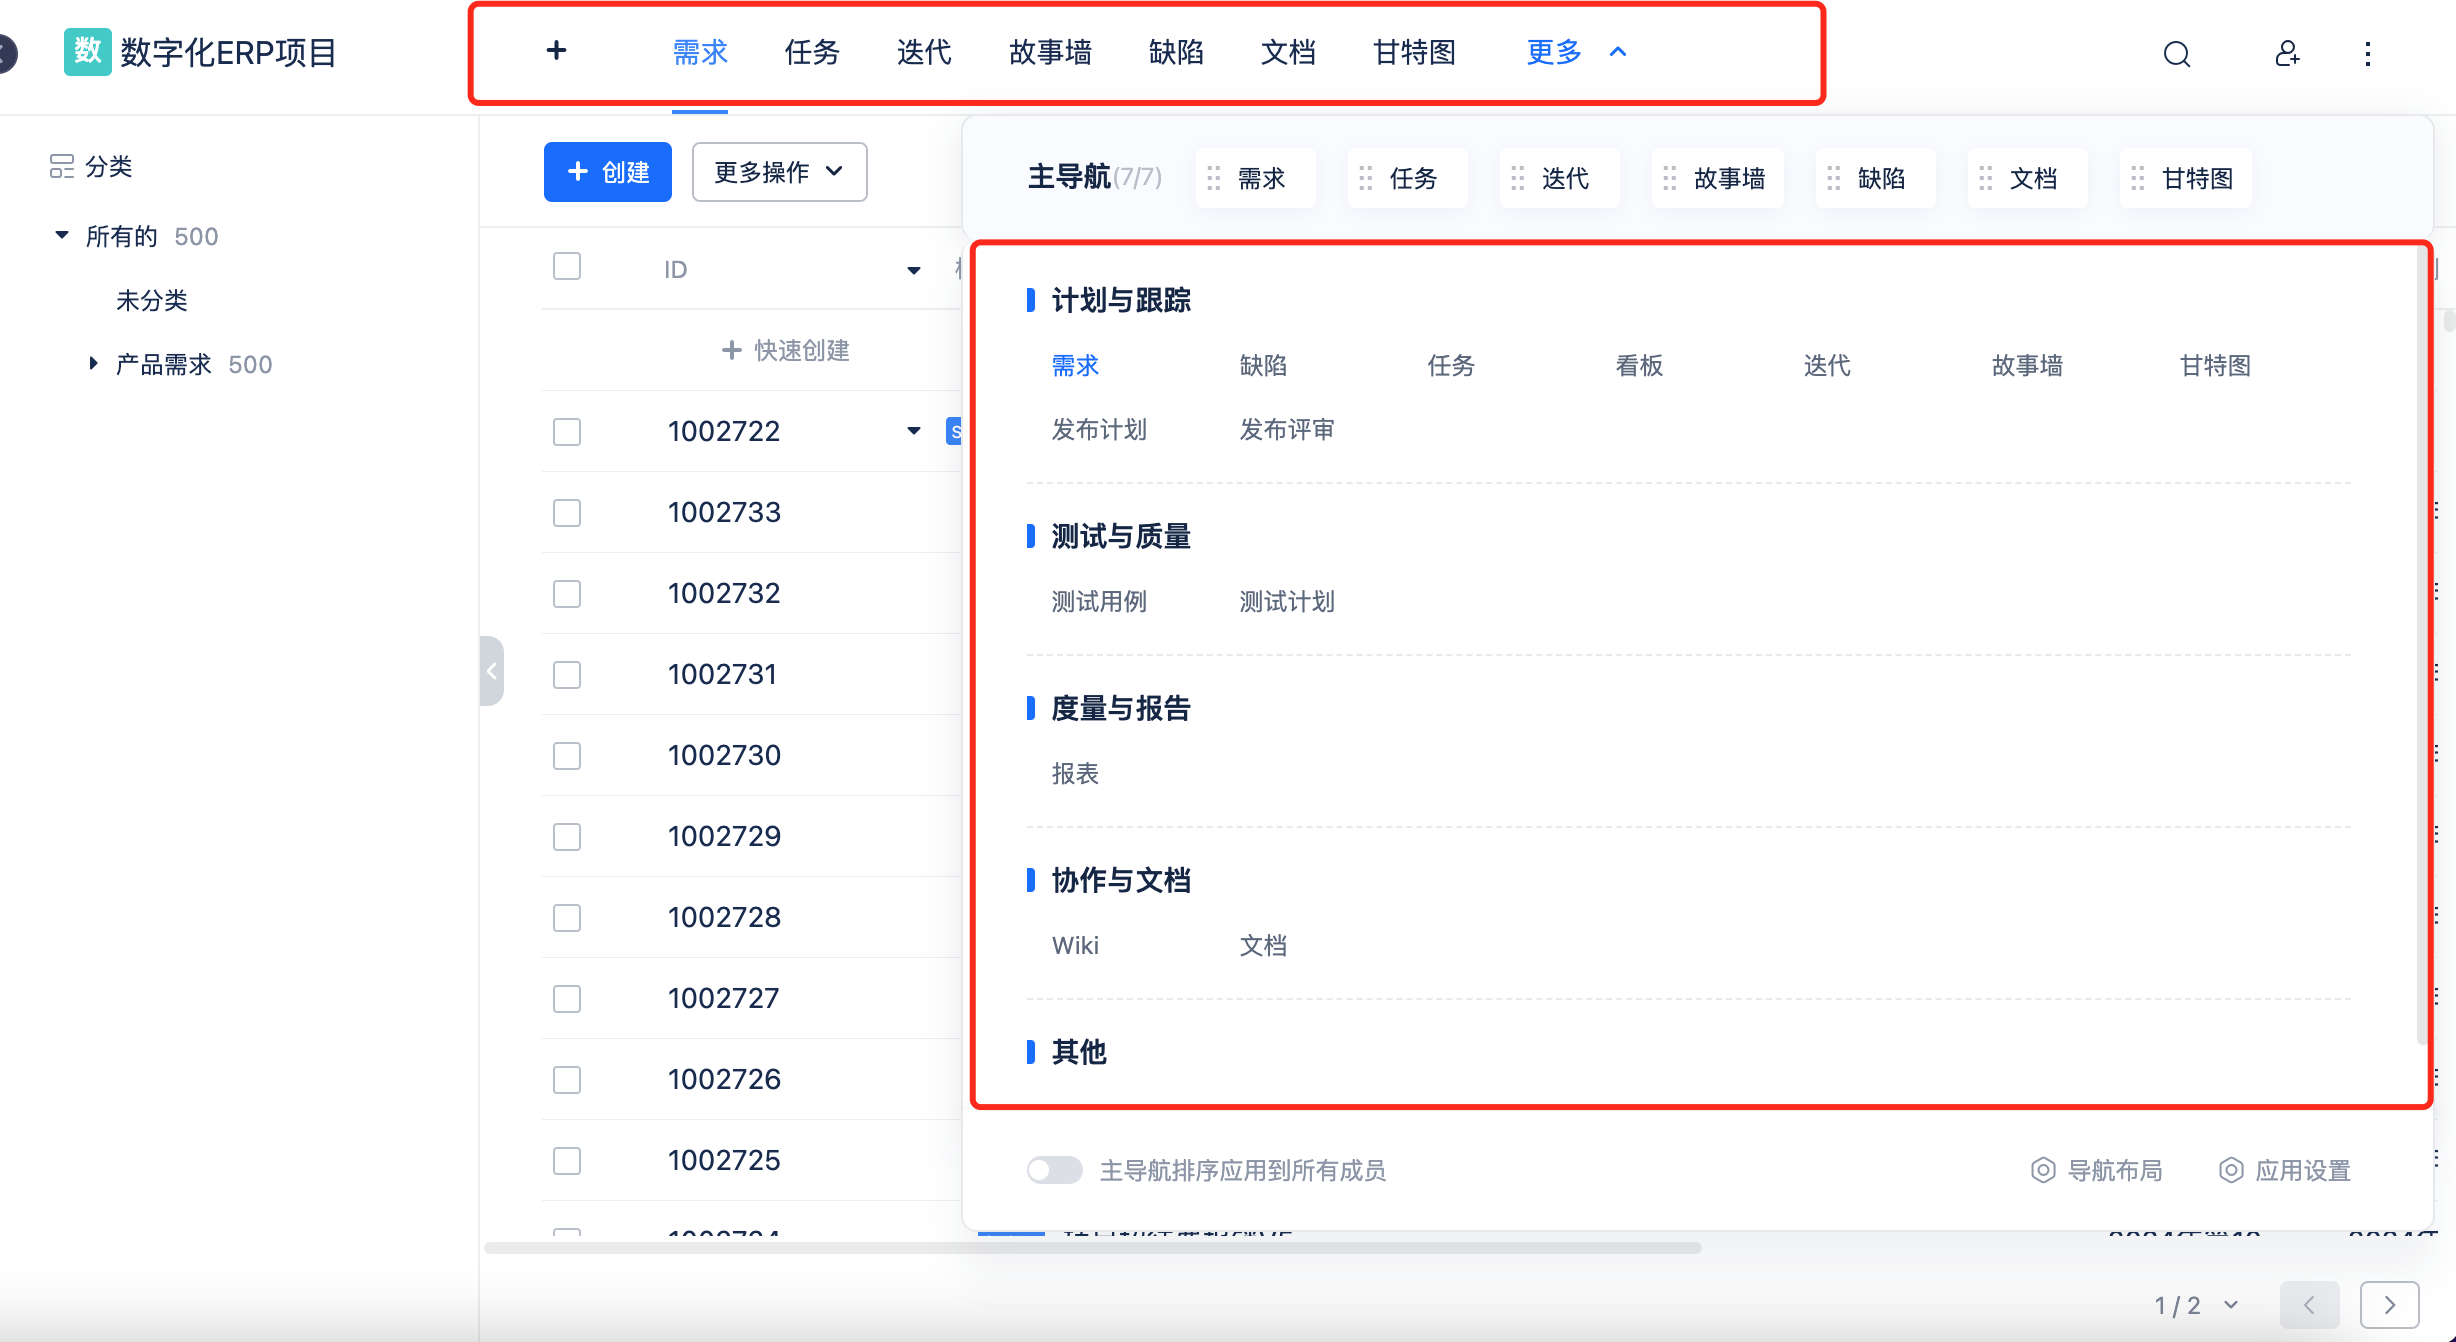 数 数字化ERP项目 需求 任务 迭代 故事墙 缺陷 文档 甘特图 更多
分类
所有的 500
未分类
产品需求 500
创建 更多操作
ID
快速创建
1002722
1002733
1002732
1002731
1002730
1002729
1002728
1002727
1002726
1002725
主导航(7/7) 需求 任务 迭代 故事墙 缺陷 文档 甘特图
计划与跟踪
需求 缺陷 任务 看板 迭代 故事墙 甘特图
发布计划 发布评审
测试与质量
测试用例 测试计划
度量与报告
报表
协作与文档
Wiki 文档
其他
主导航排序应用到所有成员 导航布局 应用设置
1 / 2